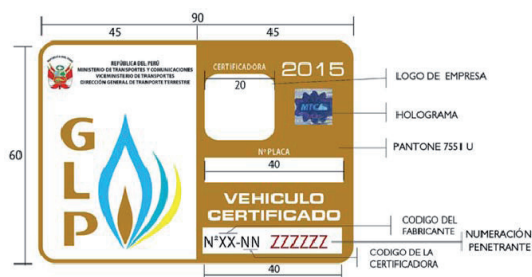 90
45 45
REPÚBLICA DEL PERÚ
MINISTERIO DE TRANSPORTES Y COMUNICACIONES
VICEMINISTERIO DE TRANSPORTES
DIRECCIÓN GENERAL DE TRANPORTE TERRESTRE
CERTIFICADORA
20
2015
LOGO DE EMPRESA
MTC
HOLOGRAMA
60
GLP
PANTONE 7551 U
Nº PLACA
40
VEHICULO
CERTIFICADO
CODIGO DEL
FABRICANTE
N°XX-NN ZZZZZZ
NUMERACIÓN
PENETRANTE
CODIGO DE LA
CERTIFICADORA
40